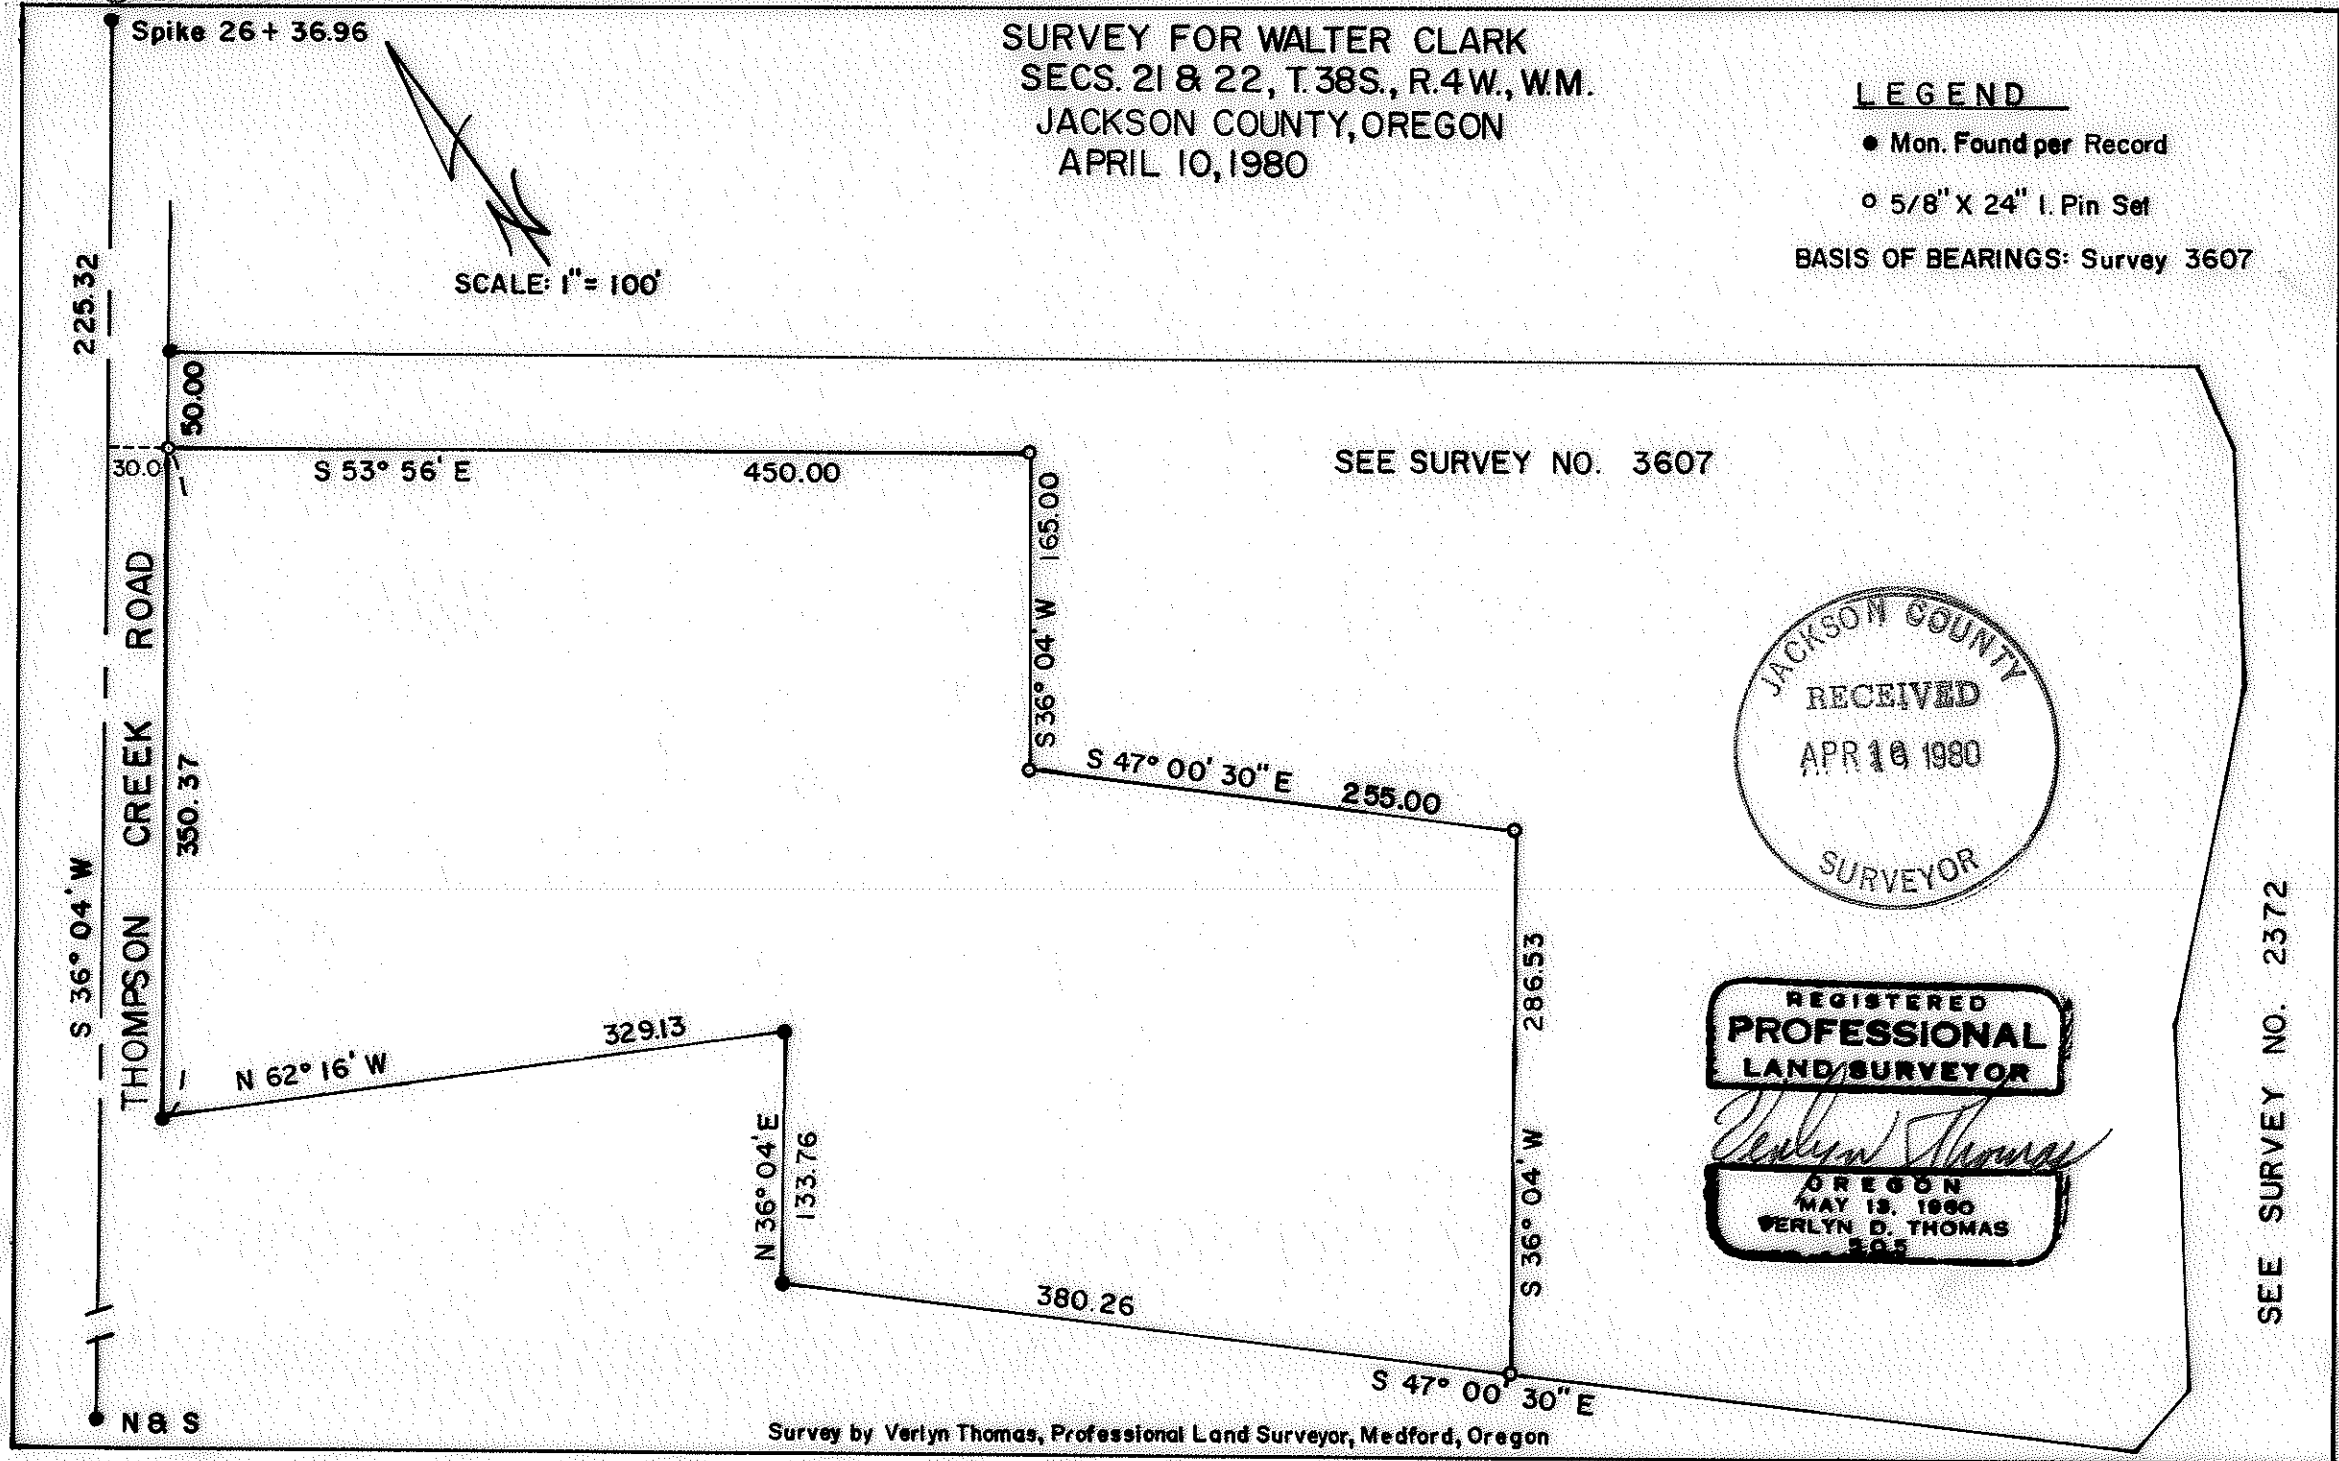 Spike 26 + 36.96
SURVEY FOR WALTER CLARK
SECS. 21 & 22, T. 38S., R. 4 W., W.M.
JACKSON COUNTY, OREGON
APRIL 10, 1980
LEGEND
● Mon. Found per Record
○ 5/8" X 24" I. Pin Set
BASIS OF BEARINGS: Survey 3607
SCALE: 1" = 100'
225.32
50.00
30.0
S 53° 56' E 450.00
SEE SURVEY NO. 3607
S 36° 04' W 165.00
S 47° 00' 30" E 255.00
THOMPSON CREEK ROAD
350.37
S 36° 04' W
JACKSON COUNTY
RECEIVED
APR 1980
SURVEYOR
286.53
S 36° 04' W
N 62° 16' W 329.13
N 36° 04' E
133.76
380.26
S 47° 00' 30" E
REGISTERED
PROFESSIONAL
LAND SURVEYOR
Verlyn Thomas
OREGON
MAY 13, 1960
VERLYN D. THOMAS
SEE SURVEY NO. 2372
N & S
Survey by Verlyn Thomas, Professional Land Surveyor, Medford, Oregon